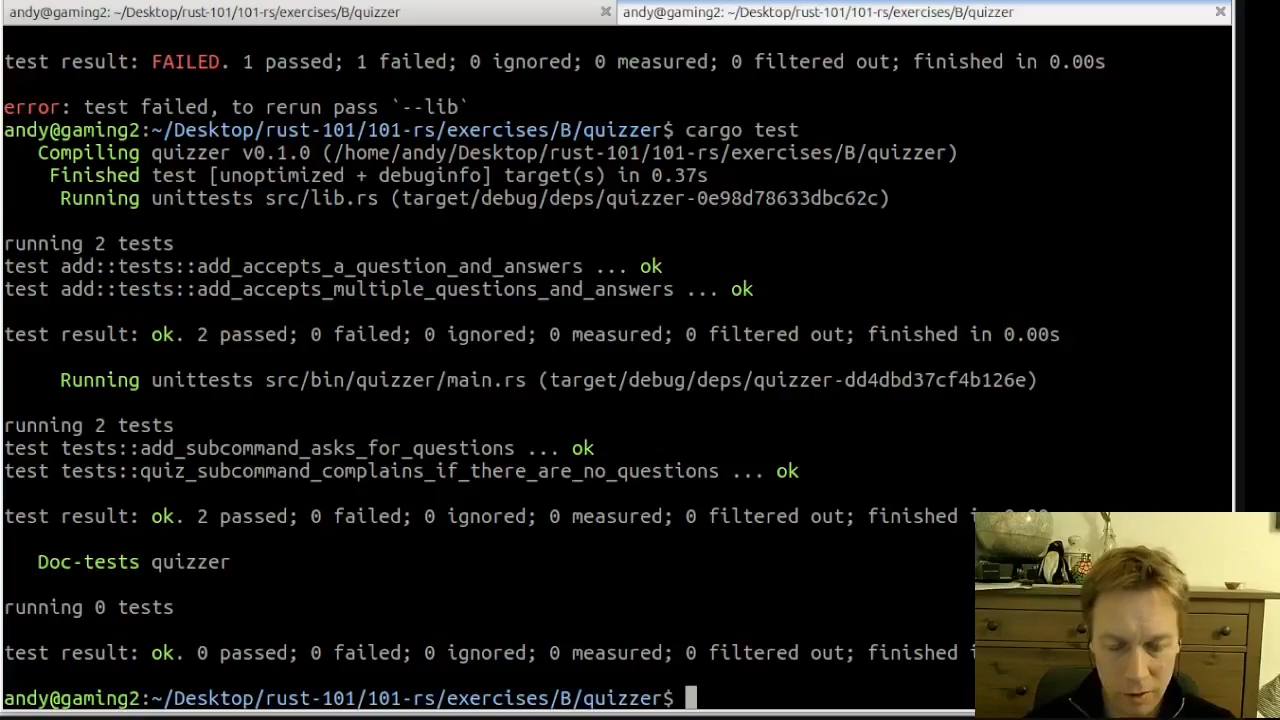 andy@gaming2: ~/Desktop/rust-101/101-rs/exercises/B/quizzer
andy@gaming2: ~/Desktop/rust-101/101-rs/exercises/B/quizzer
test result: FAILED. 1 passed; 1 failed; 0 ignored; 0 measured; 0 filtered out; finished in 0.00s
error: test failed, to rerun pass `--lib`
andy@gaming2:~/Desktop/rust-101/101-rs/exercises/B/quizzer$ cargo test
Compiling quizzer v0.1.0 (/home/andy/Desktop/rust-101/101-rs/exercises/B/quizzer)
Finished test [unoptimized + debuginfo] target(s) in 0.37s
Running unittests src/lib.rs (target/debug/deps/quizzer-0e98d78633dbc62c)
running 2 tests
test add::tests::add_accepts_a_question_and_answers ... ok
test add::tests::add_accepts_multiple_questions_and_answers ... ok
test result: ok. 2 passed; 0 failed; 0 ignored; 0 measured; 0 filtered out; finished in 0.00s
Running unittests src/bin/quizzer/main.rs (target/debug/deps/quizzer-dd4dbd37cf4b126e)
running 2 tests
test tests::add_subcommand_asks_for_questions ... ok
test tests::quiz_subcommand_complains_if_there_are_no_questions ... ok
test result: ok. 2 passed; 0 failed; 0 ignored; 0 measured; 0 filtered out; finished
Doc-tests quizzer
running 0 tests
test result: ok. 0 passed; 0 failed; 0 ignored; 0 measured; 0 filtered out; finished
andy@gaming2:~/Desktop/rust-101/101-rs/exercises/B/quizzer$